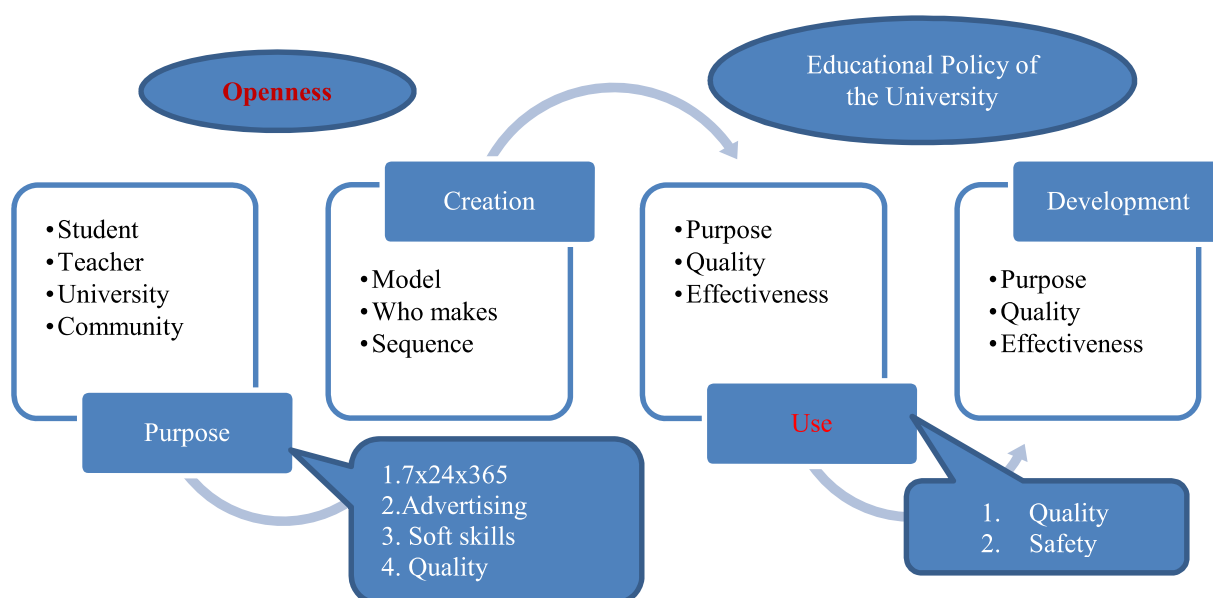 Openness
Educational Policy of
the University
•Student
•Teacher
•University
•Community
Purpose
1.7x24x365
2.Advertising
3. Soft skills
4. Quality
Creation
•Model
•Who makes
•Sequence
•Purpose
•Quality
•Effectiveness
Use
1. Quality
2. Safety
Development
•Purpose
•Quality
•Effectiveness